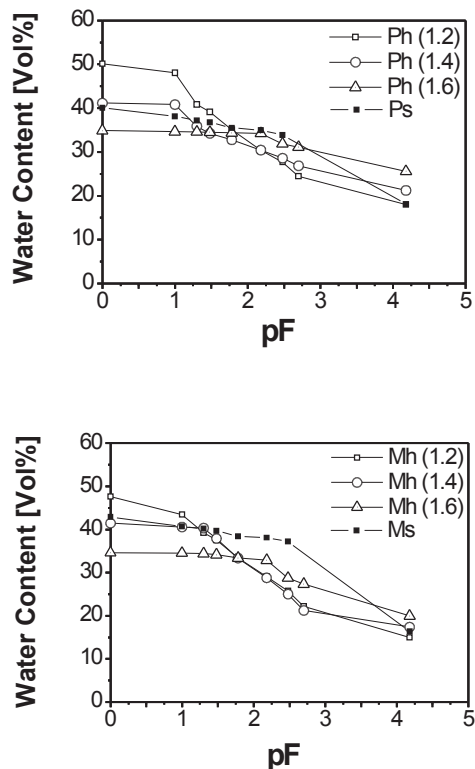 Water Content [Vol%]
60
50
40
30
20
10
0
Ph (1.2)
Ph (1.4)
Ph (1.6)
Ps
0 1 2 3 4 5
pF
Water Content [Vol%]
60
50
40
30
20
10
0
Mh (1.2)
Mh (1.4)
Mh (1.6)
Ms
0 1 2 3 4 5
pF